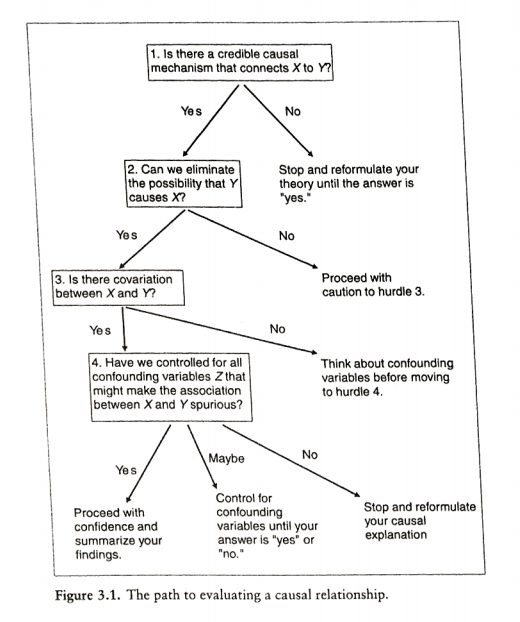 1. Is there a credible causal
mechanism that connects X to Y?
Yes
No
2. Can we eliminate
the possibility that Y
causes X?
Stop and reformulate your
theory until the answer is
"yes."
Yes
No
3. Is there covariation
between X and Y?
Proceed with
caution to hurdle 3.
Yes
No
4. Have we controlled for all
confounding variables Z that
might make the association
between X and Y spurious?
Think about confounding
variables before moving
to hurdle 4.
Yes
Maybe
No
Proceed with
confidence and
summarize your
findings.
Control for
confounding
variables until your
answer is "yes" or
"no."
Stop and reformulate
your causal
explanation
Figure 3.1. The path to evaluating a causal relationship.